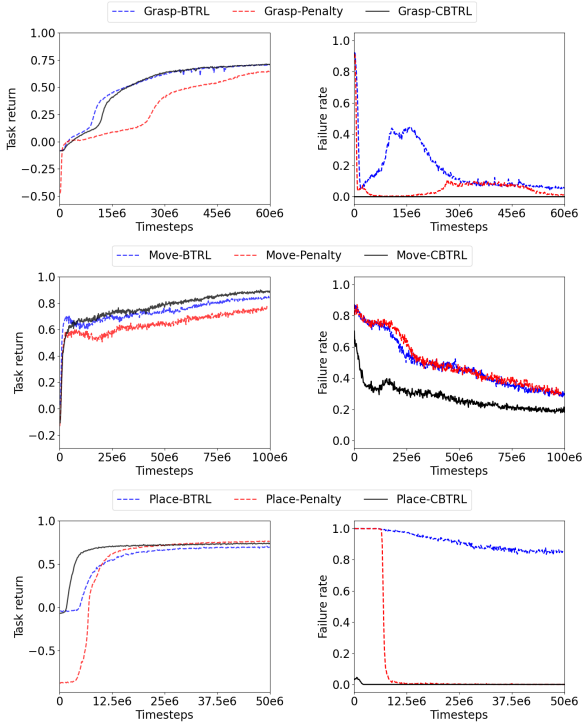 Grasp-BTRL Grasp-Penalty Grasp-CBTRL
Task return
1.00
0.75
0.50
0.25
0.00
−0.25
−0.50
0 15e6 30e6 45e6 60e6
Timesteps
Failure rate
1.0
0.8
0.6
0.4
0.2
0.0
0 15e6 30e6 45e6 60e6
Timesteps
Move-BTRL Move-Penalty Move-CBTRL
Task return
1.0
0.8
0.6
0.4
0.2
0.0
−0.2
0 25e6 50e6 75e6 100e6
Timesteps
Failure rate
1.0
0.8
0.6
0.4
0.2
0.0
0 25e6 50e6 75e6 100e6
Timesteps
Place-BTRL Place-Penalty Place-CBTRL
Task return
1.0
0.5
0.0
−0.5
0 12.5e6 25e6 37.5e6 50e6
Timesteps
Failure rate
1.0
0.8
0.6
0.4
0.2
0.0
0 12.5e6 25e6 37.5e6 50e6
Timesteps